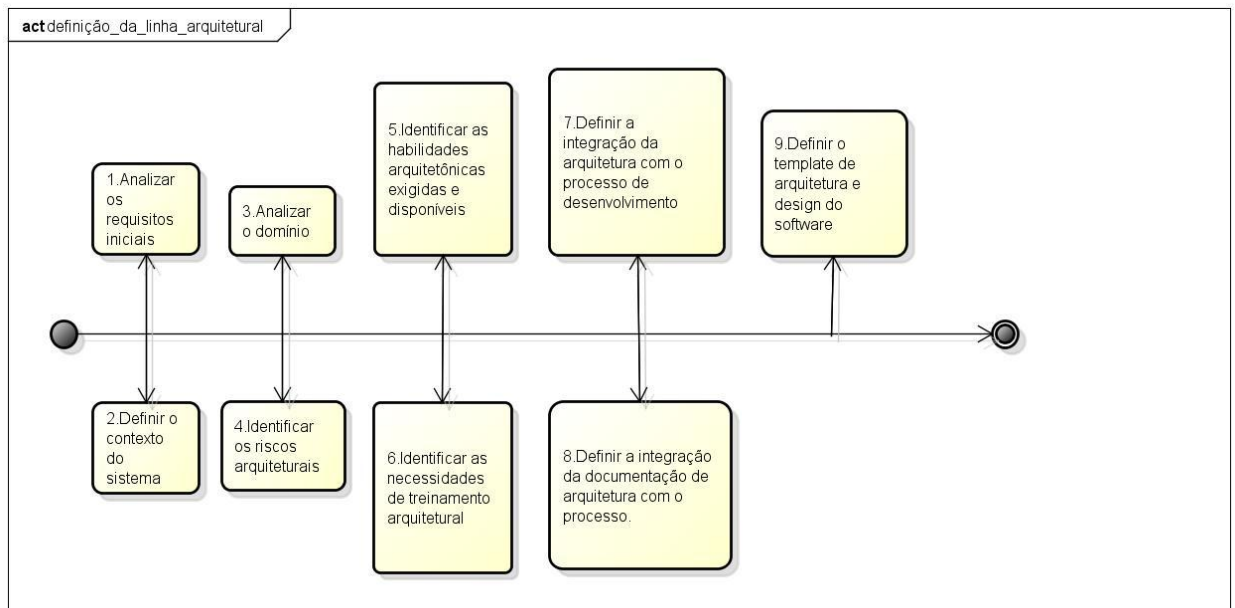 act definição_da_linha_arquitetural
1.Analizar
os
requisitos
iniciais
2.Definir o
contexto
do
sistema
3.Analizar
o domínio
4.Identificar
os riscos
arquiteturais
5.Identificar as
habilidades
arquitetônicas
exigidas e
disponíveis
6.Identificar as
necessidades
de treinamento
arquitetural
7.Definir a
integração da
arquitetura com o
processo de
desenvolvimento
8.Definir a integração
da documentação de
arquitetura com o
processo.
9.Definir o
template de
arquitetura e
design do
software